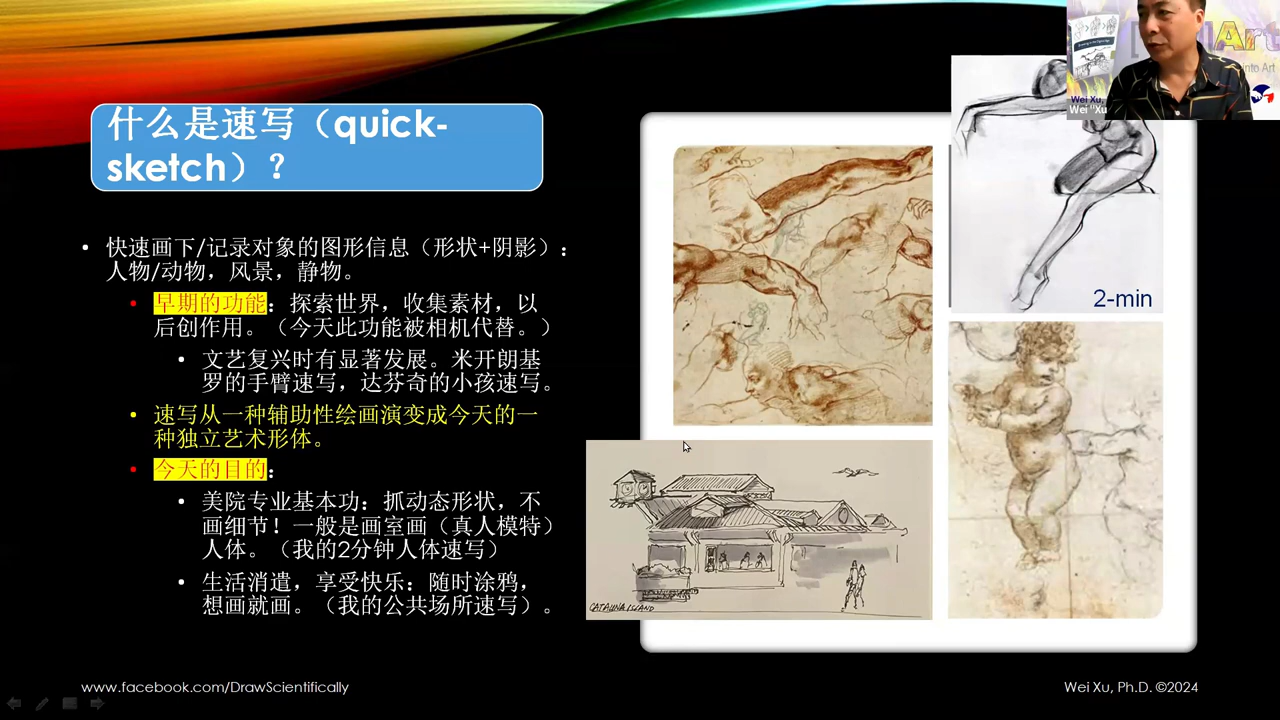 什么是速写（quick-
sketch）？
快速画下/记录对象的图形信息（形状+阴影）：
人物/动物，风景，静物。
早期的功能：探索世界，收集素材，以
后创作用。（今天此功能被相机代替。）
文艺复兴时有显著发展。米开朗基
罗的手臂速写，达芬奇的小孩速写。
速写从一种辅助性绘画演变成今天的一
种独立艺术形体。
今天的目的：
美院专业基本功：抓动态形状，不
画细节！一般是画室画（真人模特）
人体。（我的2分钟人体速写）
生活消遣，享受快乐：随时涂鸦，
想画就画。（我的公共场所速写）。
2-min
CATALINA ISLAND
Art
into Art
Wei Xu,
Wei "Xu
www.facebook.com/DrawScientifically
Wei Xu, Ph.D. ©2024